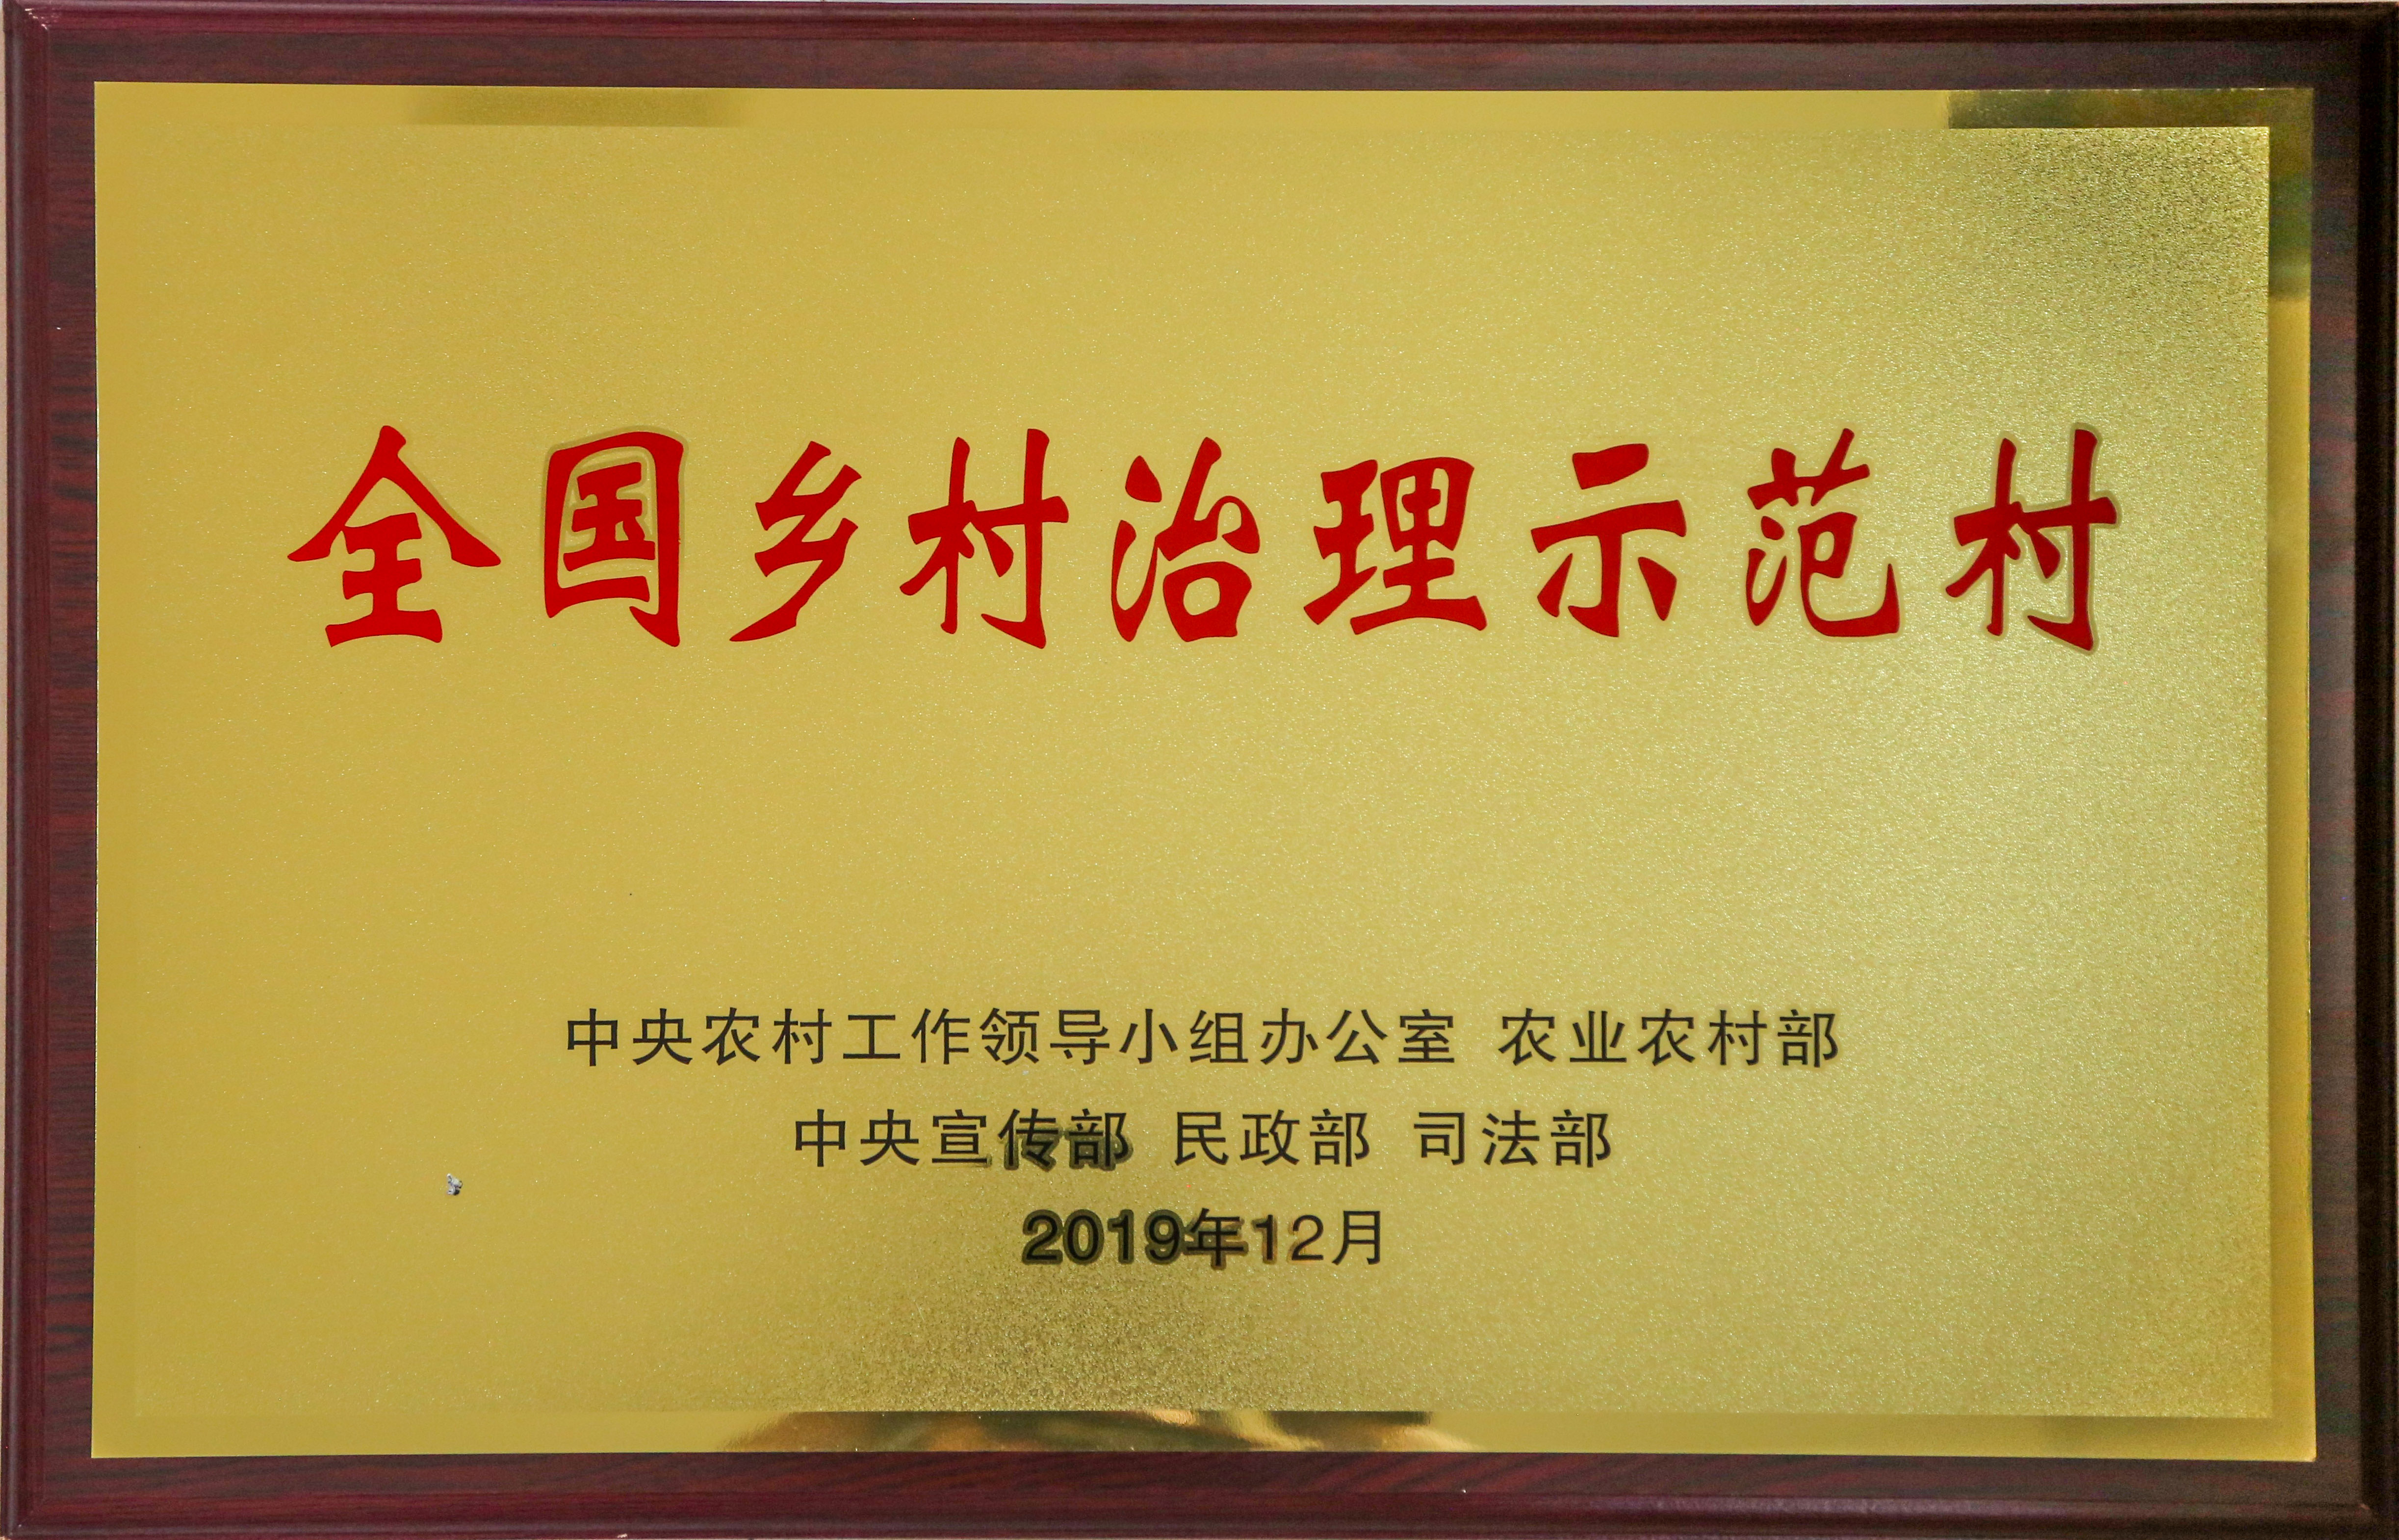 全国乡村治理示范村
中央农村工作领导小组办公室 农业农村部
中央宣传部 民政部 司法部
2019年12月